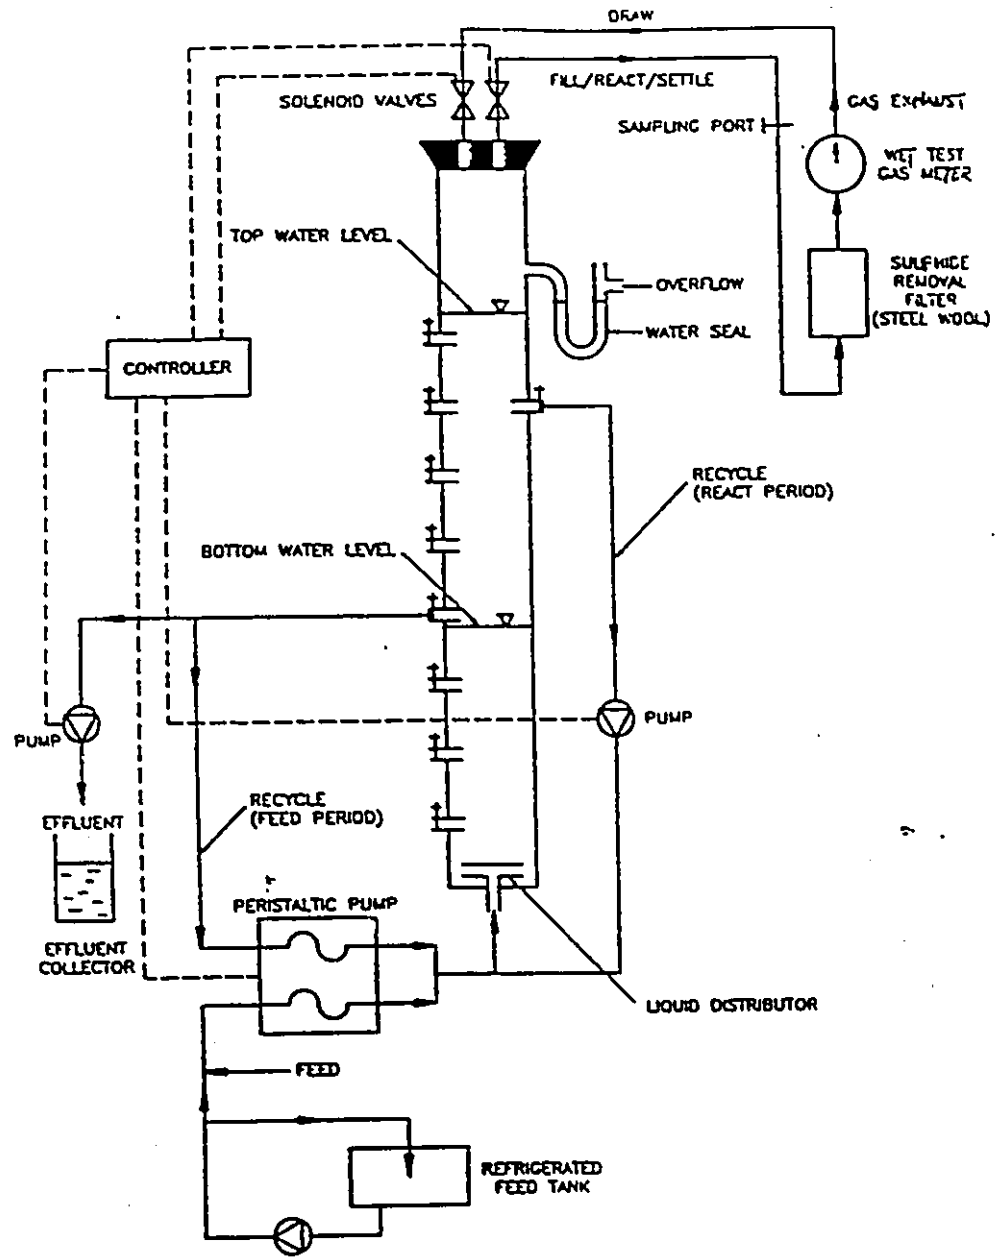 DRAW
FILL/REACT/SETTLE
SOLENOID VALVES
GAS EXHAUST
SAMPLING PORT
WET TEST
GAS METER
TOP WATER LEVEL
SULPHIDE
REMOVAL
FILTER
(STEEL WOOL)
OVERFLOW
WATER SEAL
CONTROLLER
RECYCLE
(REACT PERIOD)
BOTTOM WATER LEVEL
PUMP
PUMP
RECYCLE
(FEED PERIOD)
EFFLUENT
PERISTALTIC PUMP
EFFLUENT
COLLECTOR
LIQUID DISTRIBUTOR
FEED
REFRIGERATED
FEED TANK